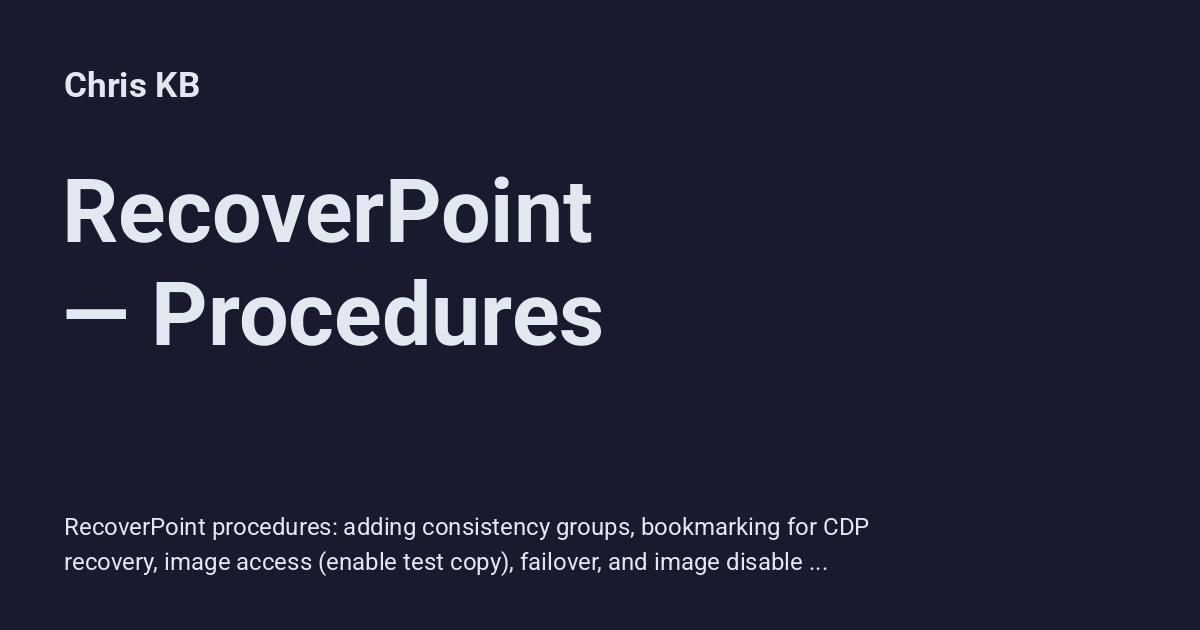 Chris KB
RecoverPoint
— Procedures
RecoverPoint procedures: adding consistency groups, bookmarking for CDP
recovery, image access (enable test copy), failover, and image disable ...